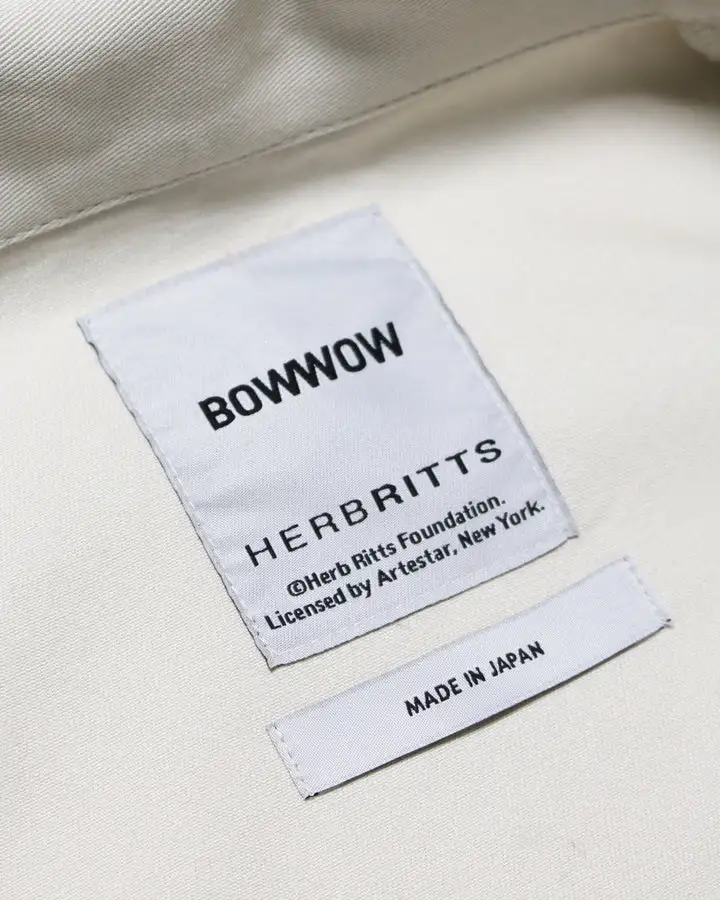 BOWWOW
HERBRITTS
©Herb Ritts Foundation.
Licensed by Artestar, New York.
MADE IN JAPAN